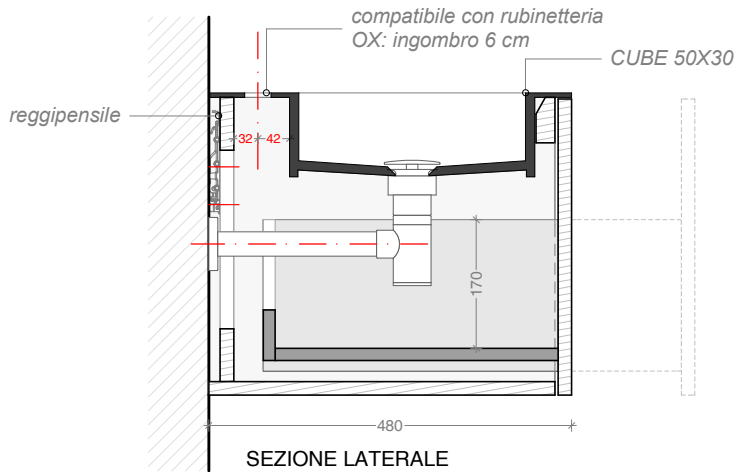 compatibile con rubinetteria
OX: ingombro 6 cm
CUBE 50X30
reggipensile
32
42
170
480
SEZIONE LATERALE